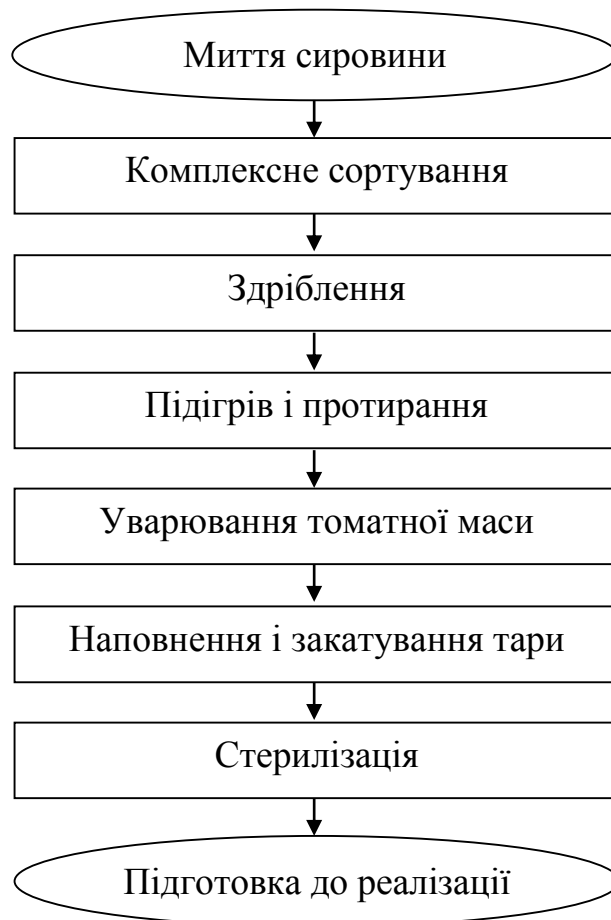 Миття сировини
Комплексне сортування
Здріблення
Підігрів і протирання
Уварювання томатної маси
Наповнення і закатування тари
Стерилізація
Підготовка до реалізації